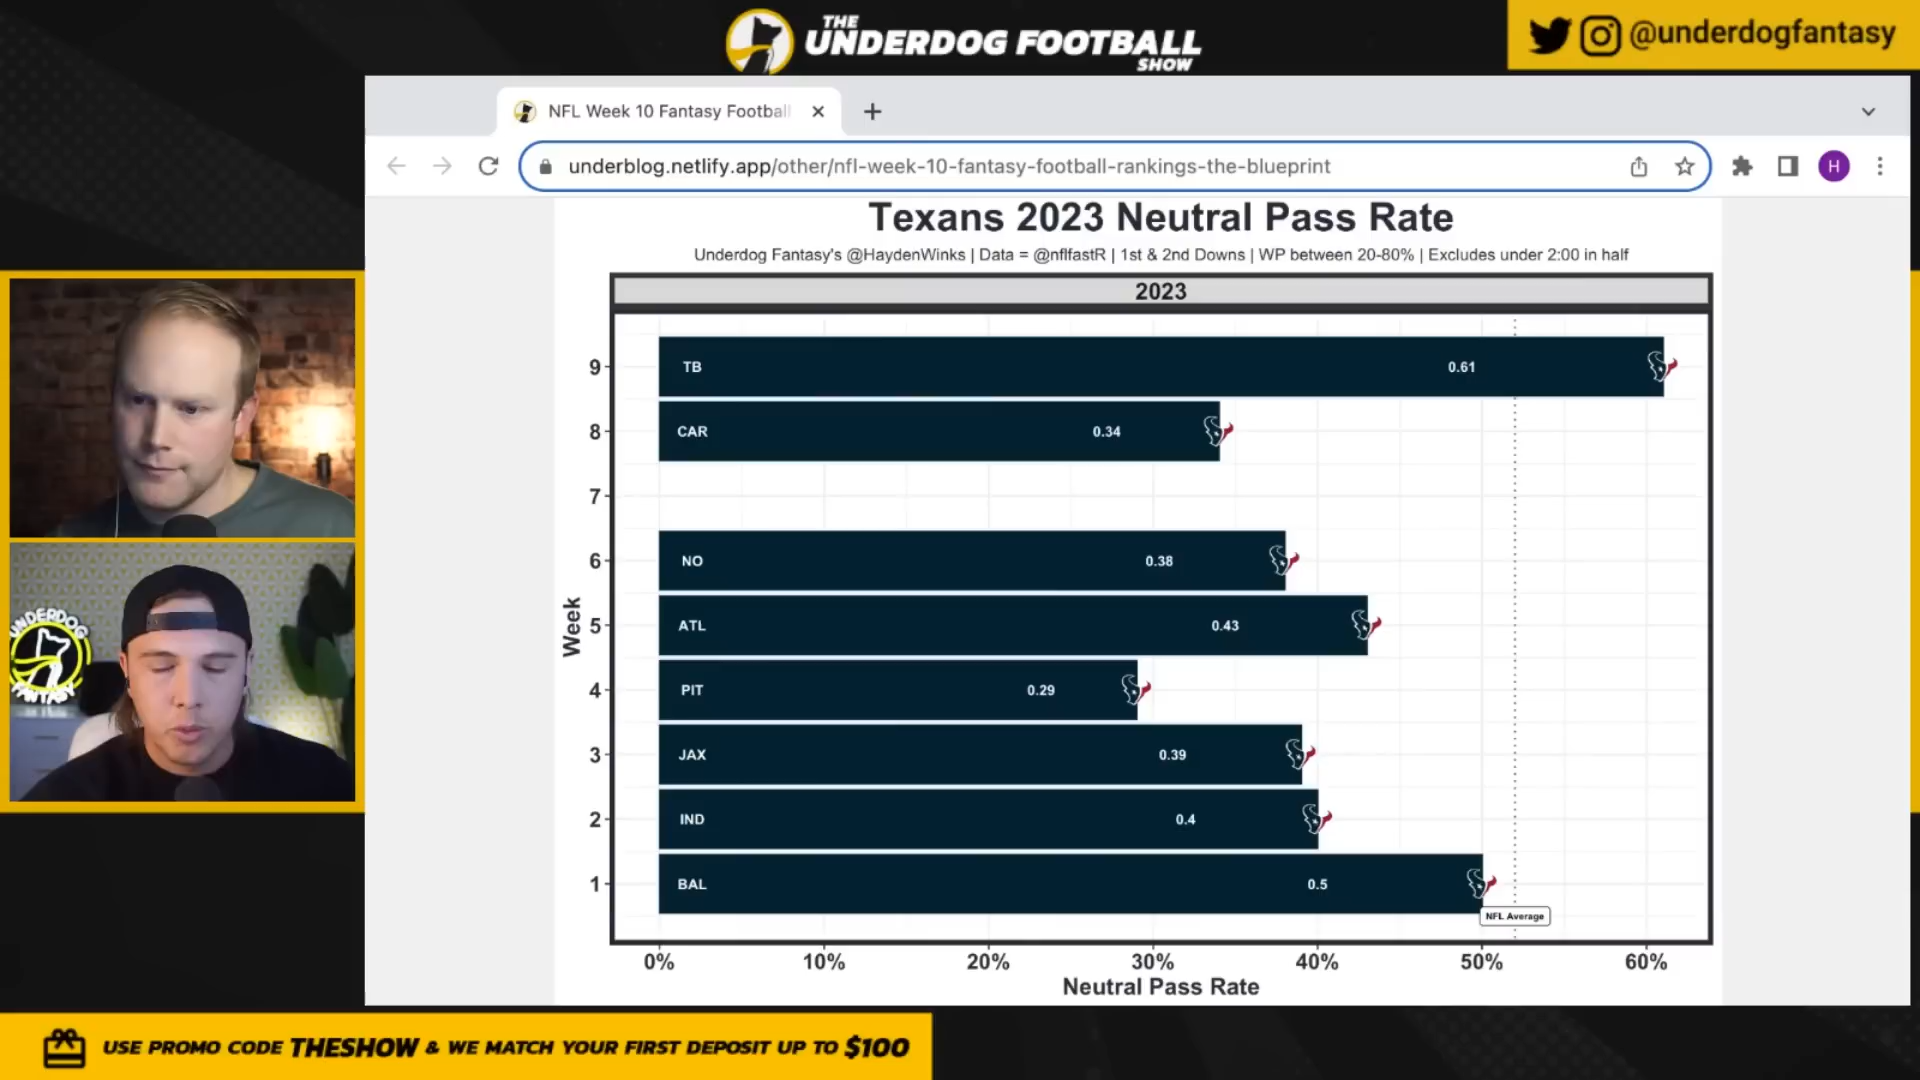 THE
UNDERDOG FOOTBALL
SHOW
@underdogfantasy
NFL Week 10 Fantasy Football
underblog.netlify.app/other/nfl-week-10-fantasy-football-rankings-the-blueprint
H
Texans 2023 Neutral Pass Rate
Underdog Fantasy's @HaydenWinks | Data = @nflfastR | 1st & 2nd Downs | WP between 20-80% | Excludes under 2:00 in half
2023
9 TB 0.61
8 CAR 0.34
7
6 NO 0.38
5 ATL 0.43
4 PIT 0.29
3 JAX 0.39
2 IND 0.4
1 BAL 0.5
Week
NFL Average
0% 10% 20% 30% 40% 50% 60%
Neutral Pass Rate
UNDERDOG
FANTASY
USE PROMO CODE THESHOW & WE MATCH YOUR FIRST DEPOSIT UP TO $100